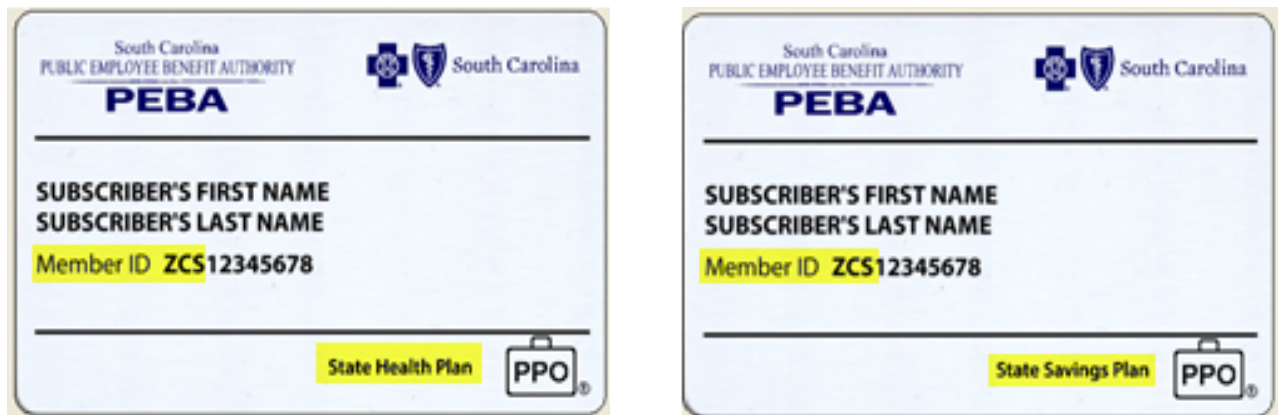 South Carolina
PUBLIC EMPLOYEE BENEFIT AUTHORITY
PEBA
South Carolina
SUBSCRIBER'S FIRST NAME
SUBSCRIBER'S LAST NAME
Member ID ZCS12345678
State Health Plan
PPO®
South Carolina
PUBLIC EMPLOYEE BENEFIT AUTHORITY
PEBA
South Carolina
SUBSCRIBER'S FIRST NAME
SUBSCRIBER'S LAST NAME
Member ID ZCS12345678
State Savings Plan
PPO®